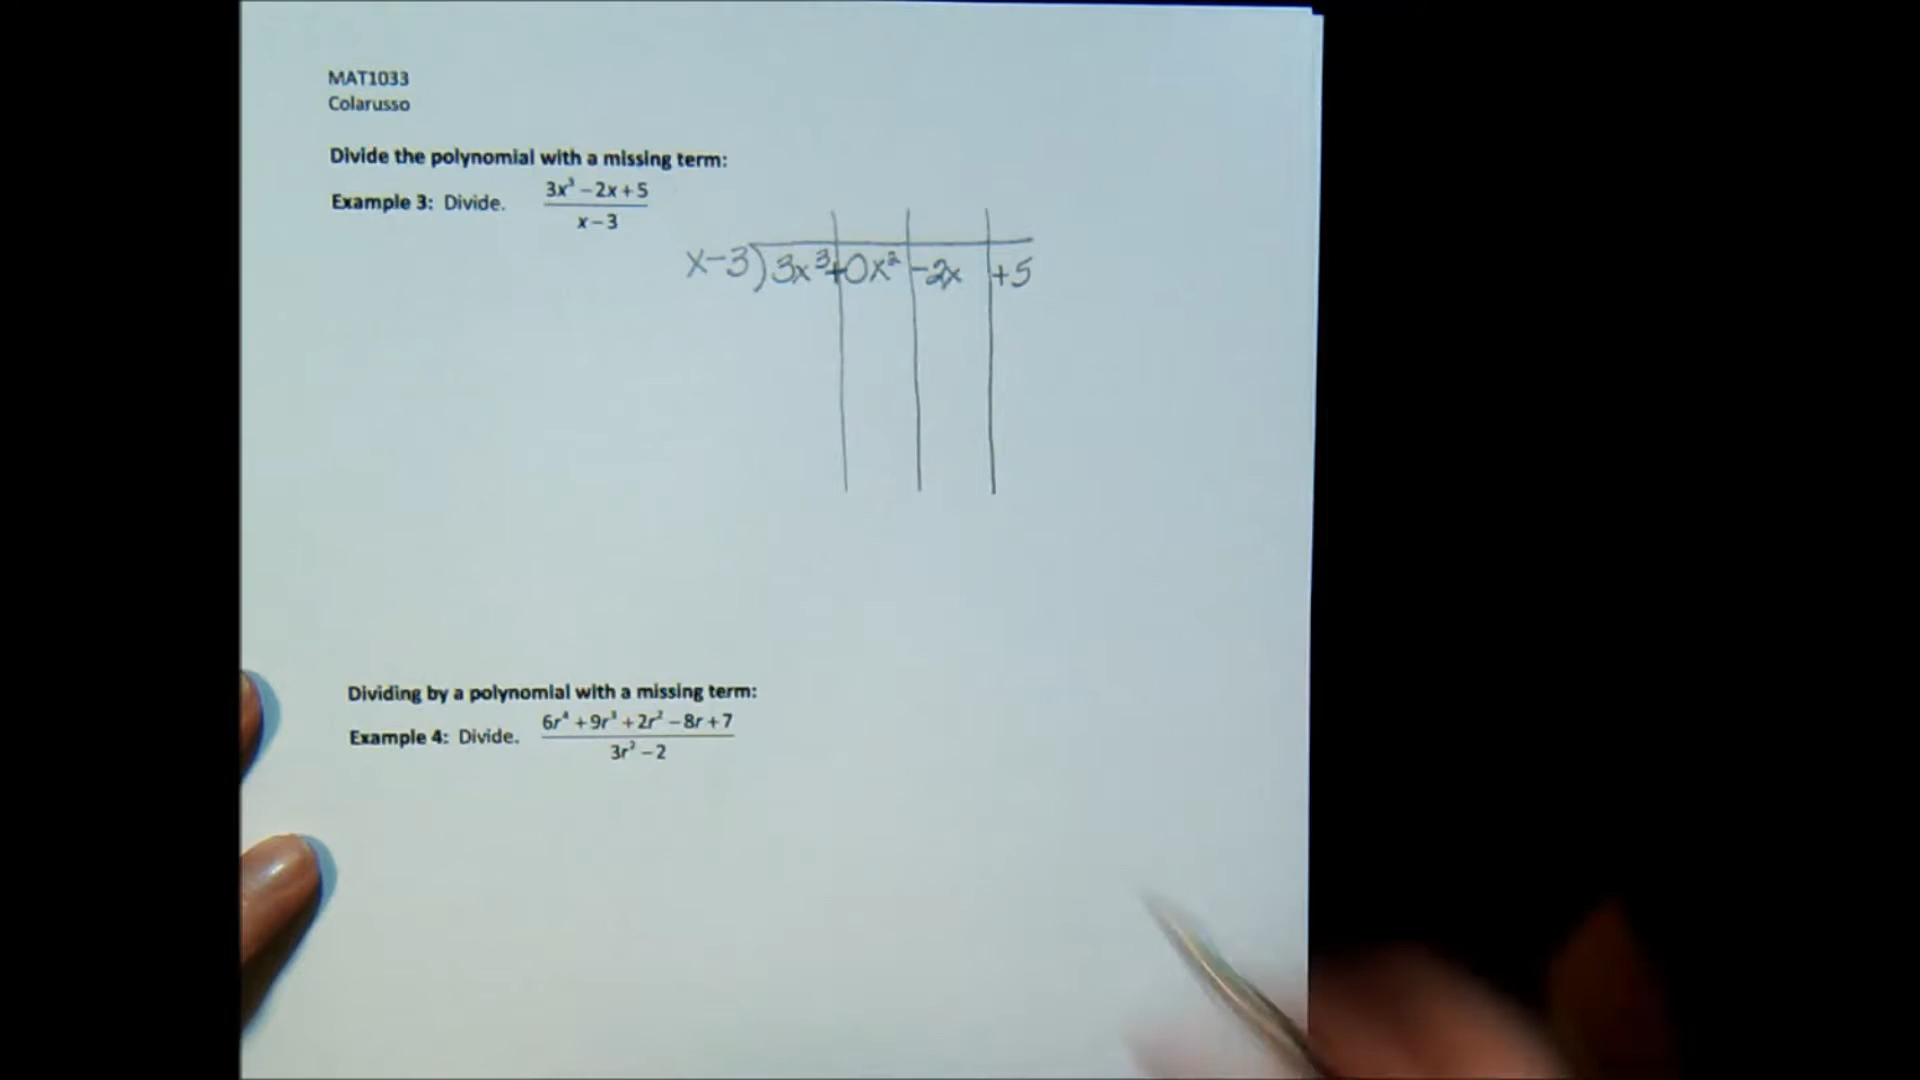 MAT1033
Colarusso
Divide the polynomial with a missing term:
Example 3: Divide. (3x³ − 2x + 5)/(x − 3)
x−3)3x³+0x²−2x+5
Dividing by a polynomial with a missing term:
Example 4: Divide. (6r⁴ + 9r³ + 2r² − 8r + 7)/(3r² − 2)